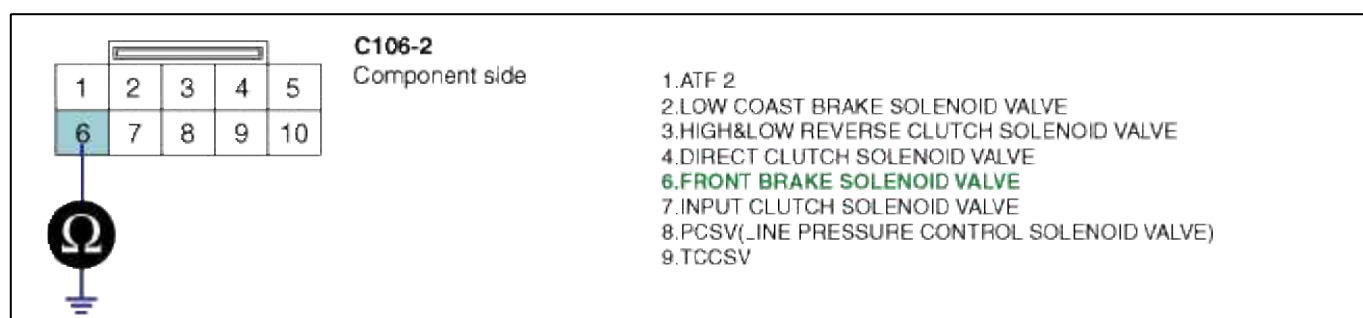 C106-2
Component side
1 2 3 4 5
6 7 8 9 10
Ω
1.ATF 2
2.LOW COAST BRAKE SOLENOID VALVE
3.HIGH&LOW REVERSE CLUTCH SOLENOID VALVE
4.DIRECT CLUTCH SOLENOID VALVE
6.FRONT BRAKE SOLENOID VALVE
7.INPUT CLUTCH SOLENOID VALVE
8.PCSV(LINE PRESSURE CONTROL SOLENOID VALVE)
9.TCCSV